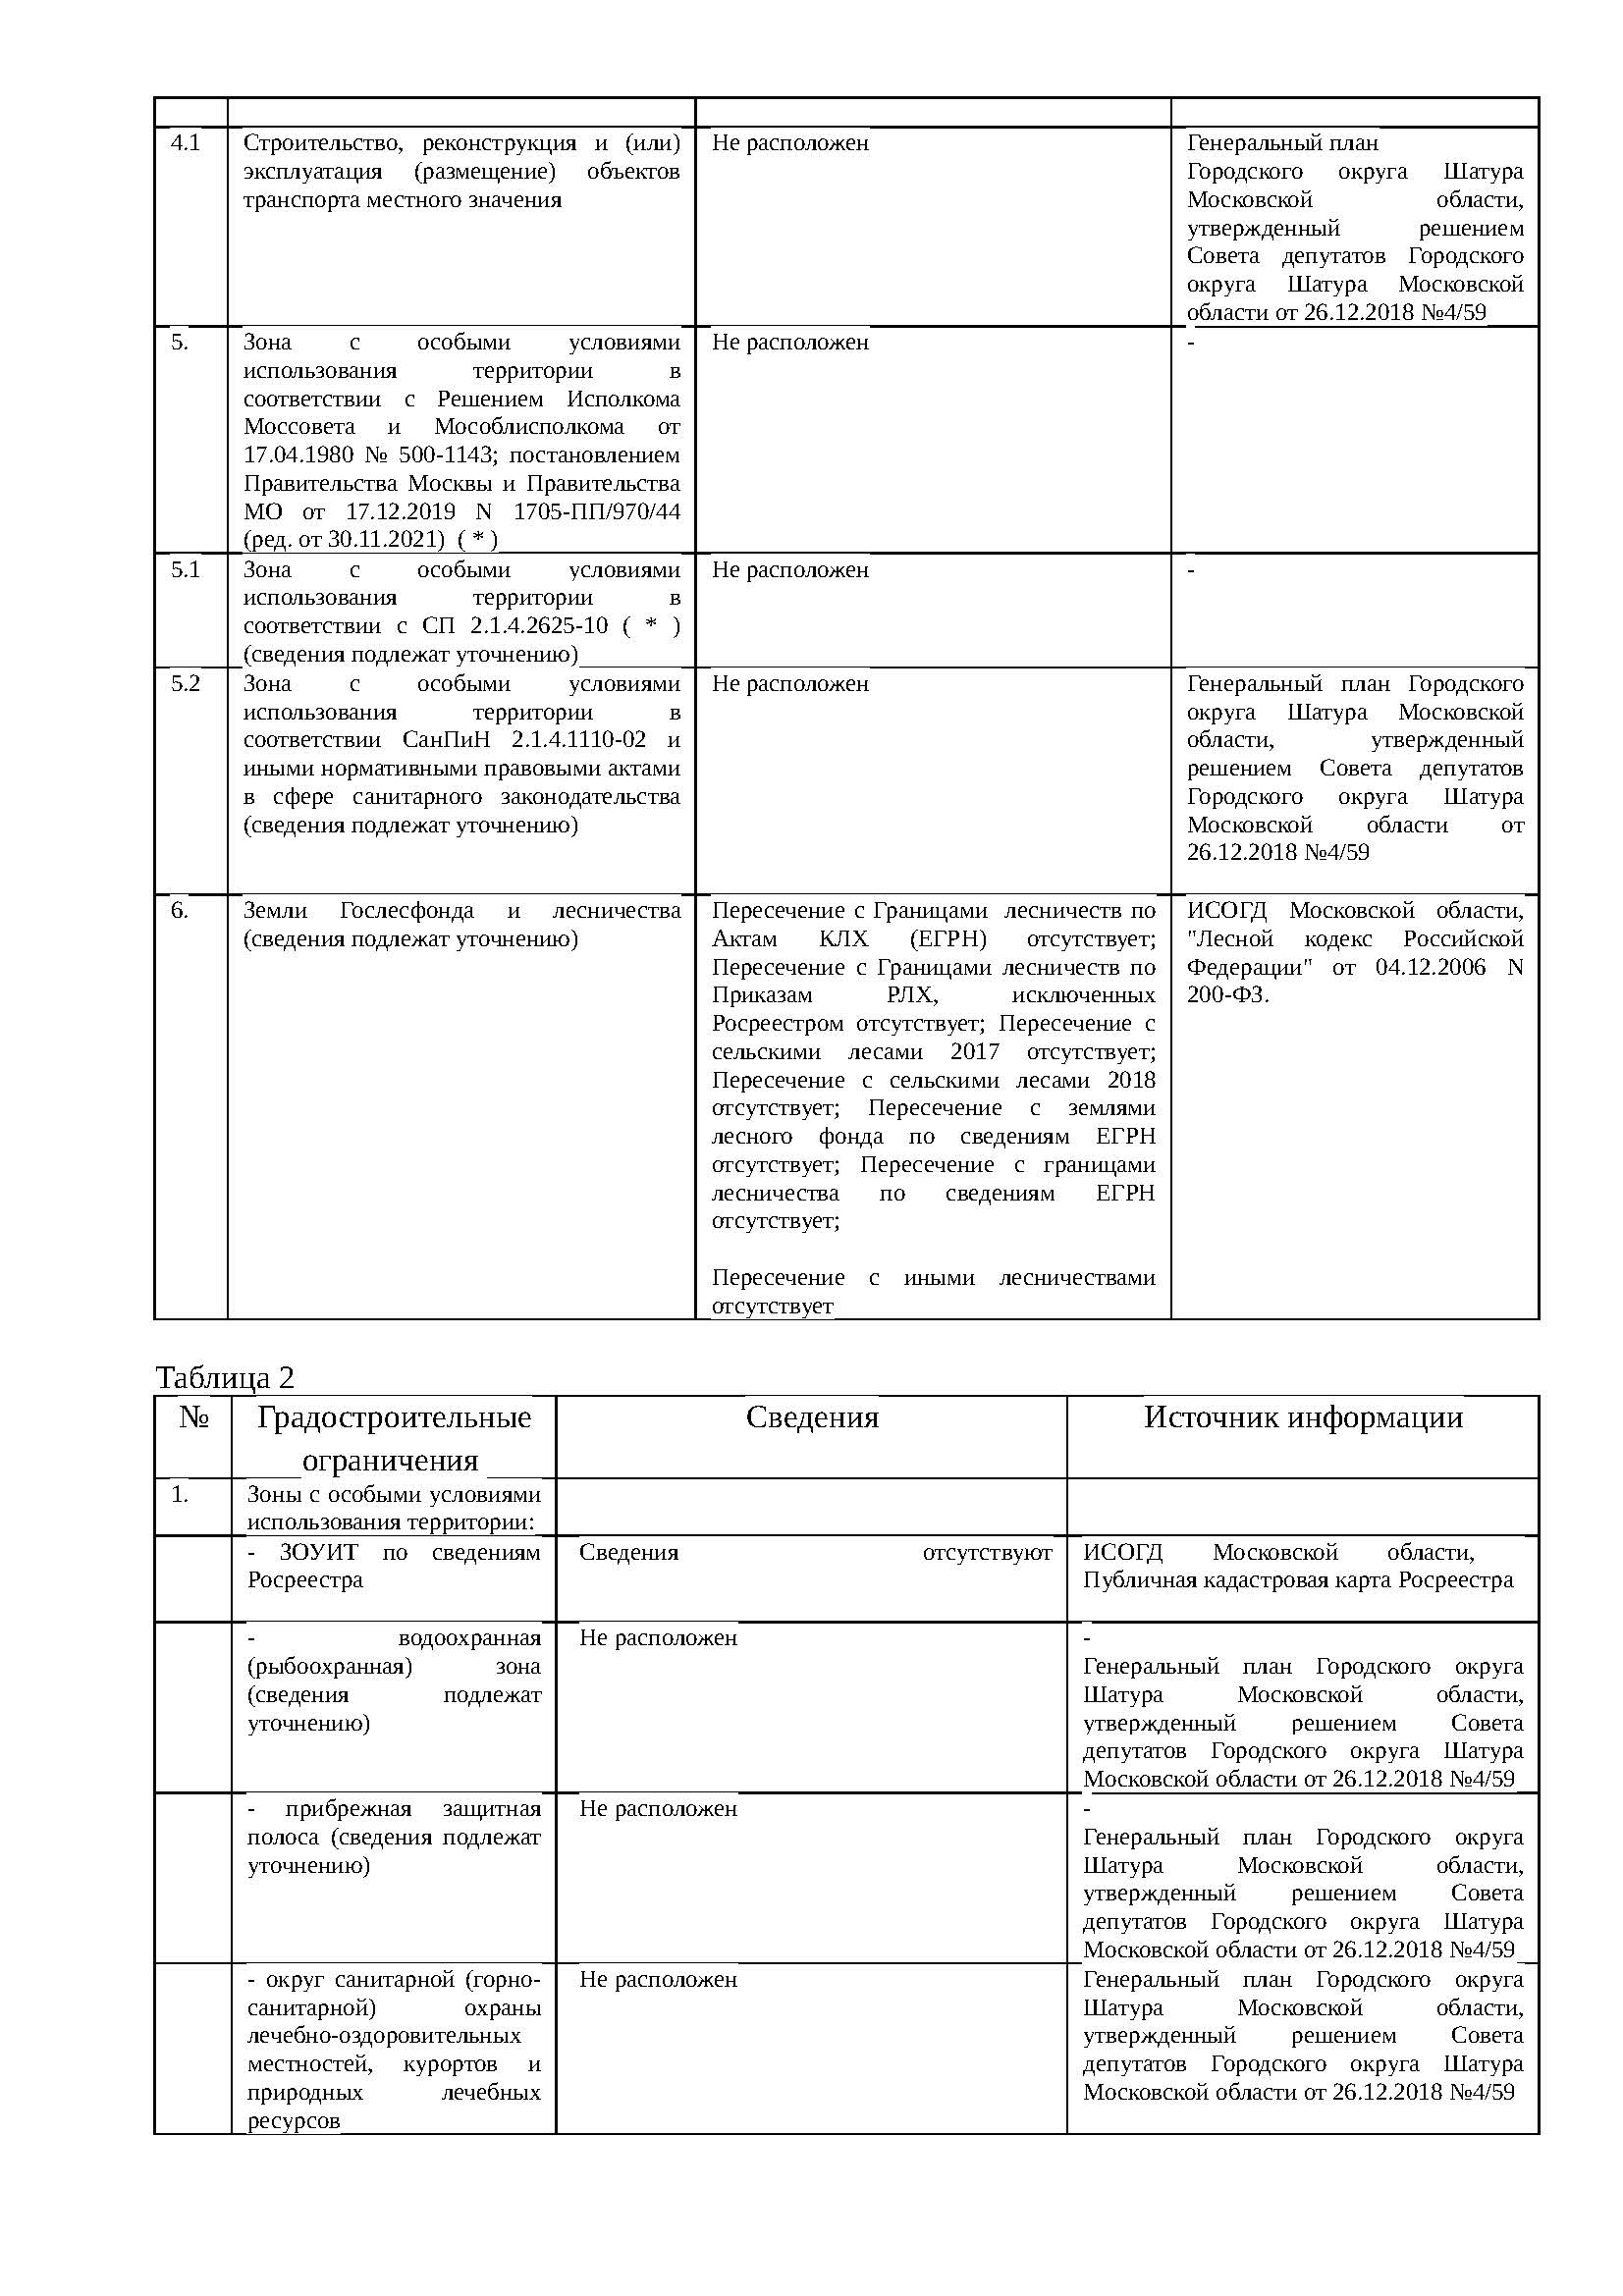 4.1
Строительство, реконструкция и (или)
эксплуатация (размещение) объектов
транспорта местного значения
Не расположен
Генеральный план
Городского округа Шатура
Московской области,
утвержденный решением
Совета депутатов Городского
округа Шатура Московской
области от 26.12.2018 №4/59
5.
Зона с особыми условиями
использования территории в
соответствии с Решением Исполкома
Моссовета и Мособлисполкома от
17.04.1980 № 500-1143; постановлением
Правительства Москвы и Правительства
МО от 17.12.2019 N 1705-ПП/970/44
(ред. от 30.11.2021) ( * )
Не расположен
-
5.1
Зона с особыми условиями
использования территории в
соответствии с СП 2.1.4.2625-10 ( * )
(сведения подлежат уточнению)
Не расположен
-
5.2
Зона с особыми условиями
использования территории в
соответствии СанПиН 2.1.4.1110-02 и
иными нормативными правовыми актами
в сфере санитарного законодательства
(сведения подлежат уточнению)
Не расположен
Генеральный план Городского
округа Шатура Московской
области, утвержденный
решением Совета депутатов
Городского округа Шатура
Московской области от
26.12.2018 №4/59
6.
Земли Гослесфонда и лесничества
(сведения подлежат уточнению)
Пересечение с Границами лесничеств по
Актам КЛХ (ЕГРН) отсутствует;
Пересечение с Границами лесничеств по
Приказам РЛХ, исключенных
Росреестром отсутствует; Пересечение с
сельскими лесами 2017 отсутствует;
Пересечение с сельскими лесами 2018
отсутствует; Пересечение с землями
лесного фонда по сведениям ЕГРН
отсутствует; Пересечение с границами
лесничества по сведениям ЕГРН
отсутствует;
Пересечение с иными лесничествами
отсутствует
ИСОГД Московской области,
"Лесной кодекс Российской
Федерации" от 04.12.2006 N
200-ФЗ.
Таблица 2
№
Градостроительные
ограничения
Сведения
Источник информации
1.
Зоны с особыми условиями
использования территории:
- ЗОУИТ по сведениям
Росреестра
Сведения отсутствуют
ИСОГД Московской области,
Публичная кадастровая карта Росреестра
- водоохранная
(рыбоохранная) зона
(сведения подлежат
уточнению)
Не расположен
-
Генеральный план Городского округа
Шатура Московской области,
утвержденный решением Совета
депутатов Городского округа Шатура
Московской области от 26.12.2018 №4/59
- прибрежная защитная
полоса (сведения подлежат
уточнению)
Не расположен
-
Генеральный план Городского округа
Шатура Московской области,
утвержденный решением Совета
депутатов Городского округа Шатура
Московской области от 26.12.2018 №4/59
- округ санитарной (горно-
санитарной) охраны
лечебно-оздоровительных
местностей, курортов и
природных лечебных
ресурсов
Не расположен
Генеральный план Городского округа
Шатура Московской области,
утвержденный решением Совета
депутатов Городского округа Шатура
Московской области от 26.12.2018 №4/59